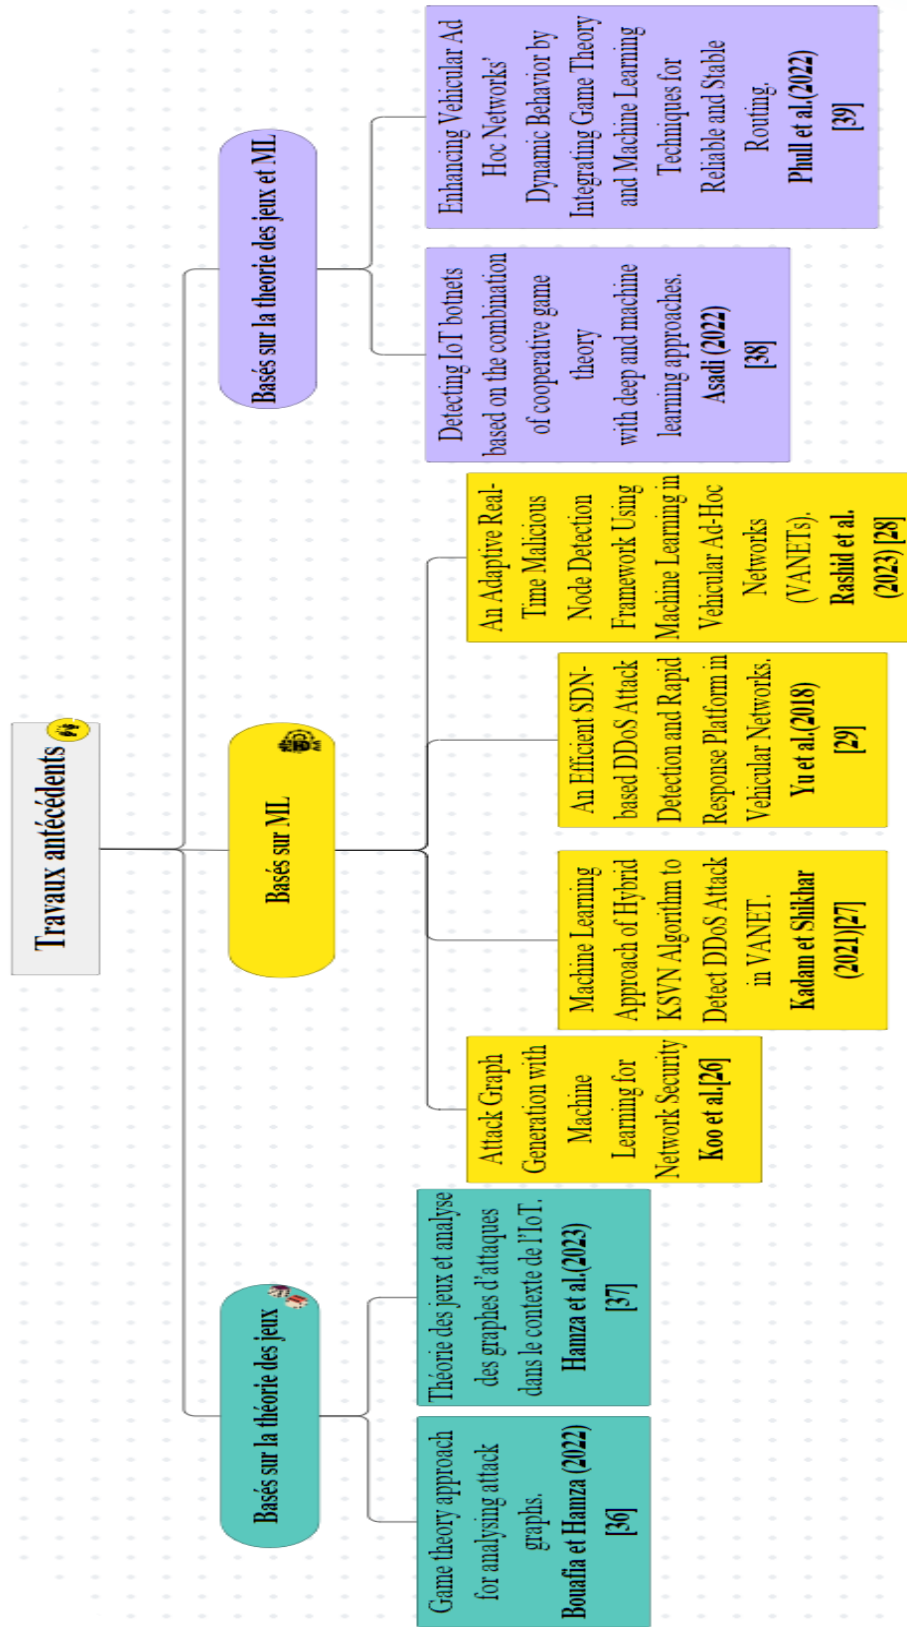 Travaux antécédents
Basés sur la théorie des jeux
Basés sur ML
Basés sur la theorie des jeux et ML
Game theory approach
for analysing attack
graphs.
Bouafia et Hamza (2022)
[36]
Théorie des jeux et analyse
des graphes d'attaques
dans le contexte de l'IoT.
Hamza et al.(2023)
[37]
Attack Graph
Generation with
Machine
Learning for
Network Security
Koo et al.[26]
Machine Learning
Approach of Hybrid
KSVN Algorithm to
Detect DDoS Attack
in VANET.
Kadam et Shikhar
(2021)[27]
An Efficient SDN-
based DDoS Attack
Detection and Rapid
Response Platform in
Vehicular Networks.
Yu et al.(2018)
[29]
An Adaptive Real-
Time Malicious
Node Detection
Framework Using
Machine Learning in
Vehicular Ad-Hoc
Networks
(VANETs).
Rashid et al.
(2023) [28]
Detecting IoT botnets
based on the combination
of cooperative game
theory
with deep and machine
learning approaches.
Asadi (2022)
[38]
Enhancing Vehicular Ad
Hoc Networks'
Dynamic Behavior by
Integrating Game Theory
and Machine Learning
Techniques for
Reliable and Stable
Routing.
Phull et al.(2022)
[39]